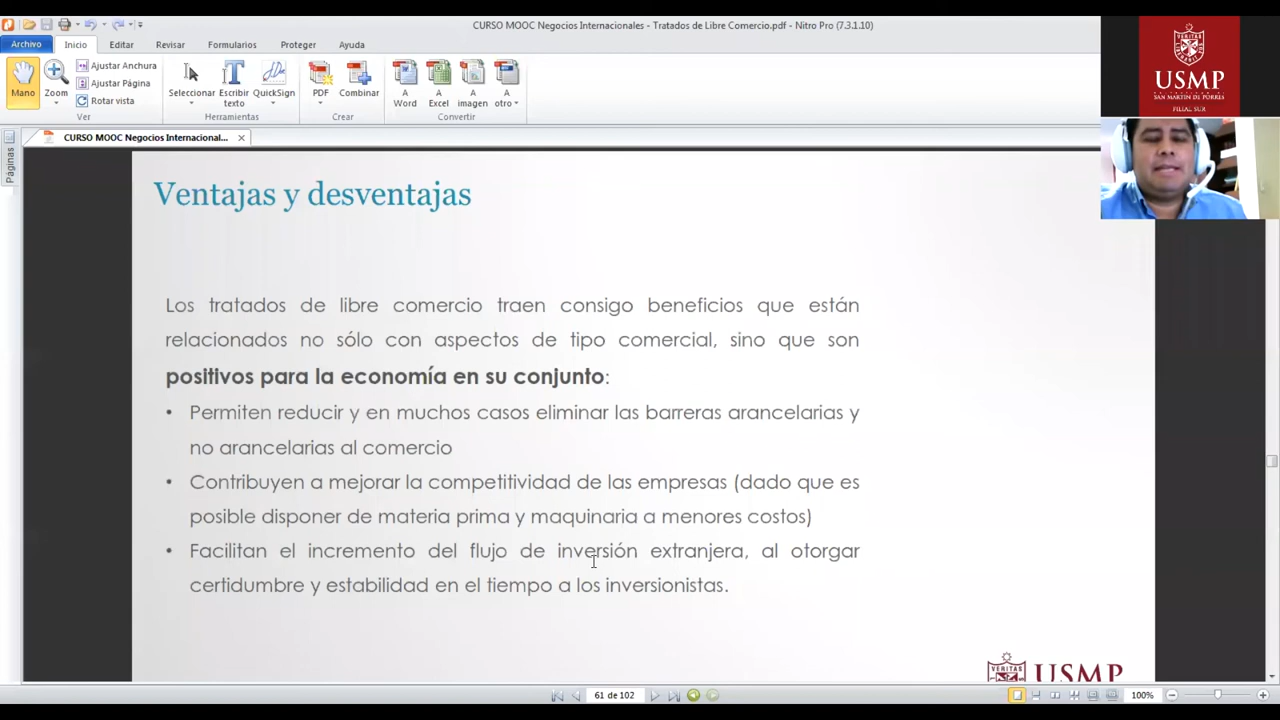 CURSO MOOC Negocios Internacionales - Tratados de Libre Comercio.pdf - Nitro Pro (7.3.1.10)
Archivo Inicio Editar Revisar Formularios Proteger Ayuda
Mano
Zoom
Ajustar Anchura
Ajustar Página
Rotar vista
Ver
Seleccionar
Escribir texto
QuickSign
Herramientas
PDF
Combinar
Crear
A Word
A Excel
A imagen
A otro
Convertir
CURSO MOOC Negocios Internacional...
Páginas
VERITAS
USMP
UNIVERSIDAD DE
SAN MARTIN DE PORRES
FILIAL SUR
Ventajas y desventajas
Los tratados de libre comercio traen consigo beneficios que están
relacionados no sólo con aspectos de tipo comercial, sino que son
positivos para la economía en su conjunto:
• Permiten reducir y en muchos casos eliminar las barreras arancelarias y
no arancelarias al comercio
• Contribuyen a mejorar la competitividad de las empresas (dado que es
posible disponer de materia prima y maquinaria a menores costos)
• Facilitan el incremento del flujo de inversión extranjera, al otorgar
certidumbre y estabilidad en el tiempo a los inversionistas.
VERITAS
USMP
61 de 102
100%